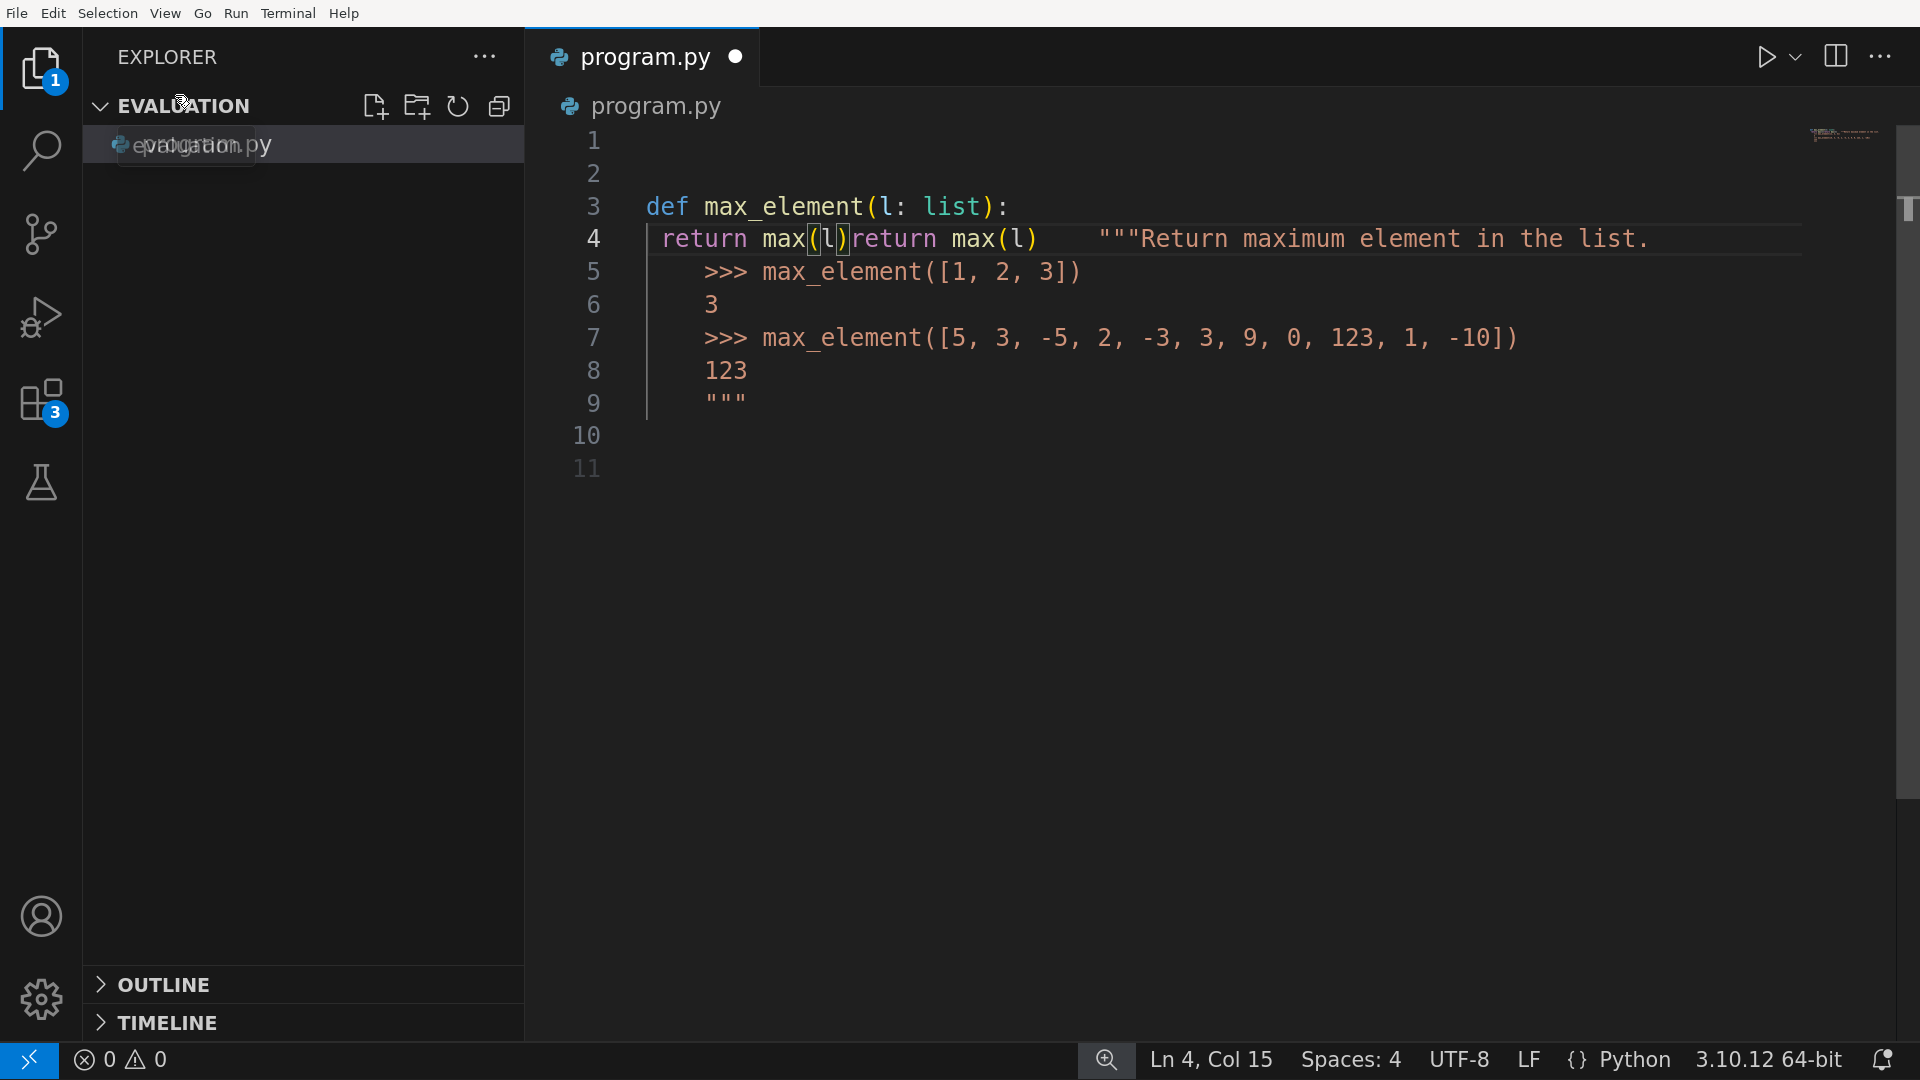 File Edit Selection View Go Run Terminal Help
EXPLORER
program.py
1
EVALUATION
program.py
program.py
1
2
3 def max_element(l: list):
4 return max(l)return max(l)    """Return maximum element in the list.
5 >>> max_element([1, 2, 3])
6 3
7 >>> max_element([5, 3, -5, 2, -3, 3, 9, 0, 123, 1, -10])
8 123
9 """
10
11
3
OUTLINE
TIMELINE
0 0
Ln 4, Col 15 Spaces: 4 UTF-8 LF {} Python 3.10.12 64-bit